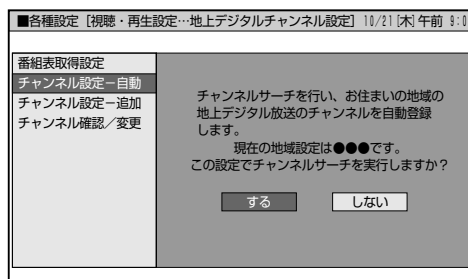 ■各種設定［視聴・再生設定…地上デジタルチャンネル設定］10/21[木]午前 9:0
番組表取得設定
チャンネル設定－自動
チャンネル設定－追加
チャンネル確認／変更
チャンネルサーチを行い、お住まいの地域の
地上デジタル放送のチャンネルを自動登録
します。
現在の地域設定は●●●です。
この設定でチャンネルサーチを実行しますか？
する
しない